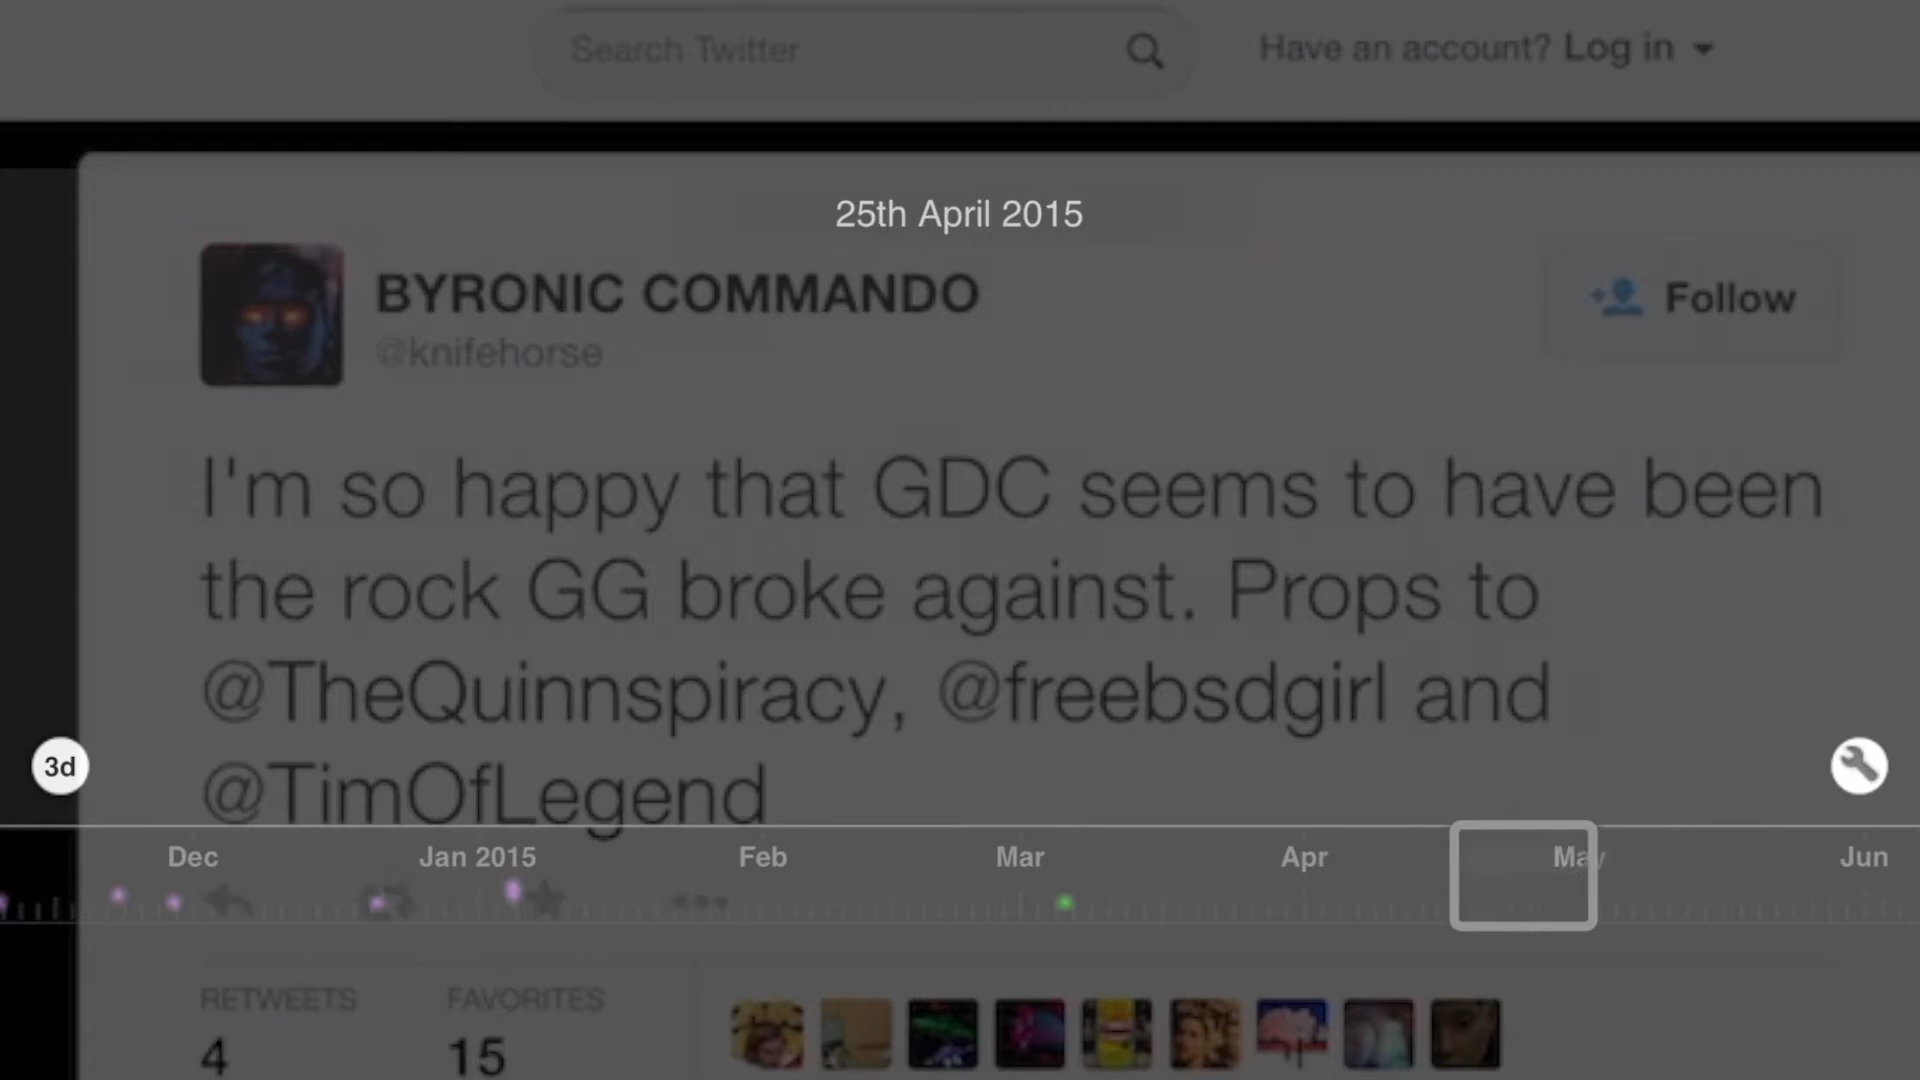 Search Twitter
Have an account? Log in
25th April 2015
BYRONIC COMMANDO
@knifehorse
Follow
I'm so happy that GDC seems to have been
the rock GG broke against. Props to
@TheQuinnspiracy, @freebsdgirl and
@TimOfLegend
3d
Dec Jan 2015 Feb Mar Apr May Jun
RETWEETS FAVORITES
4 15